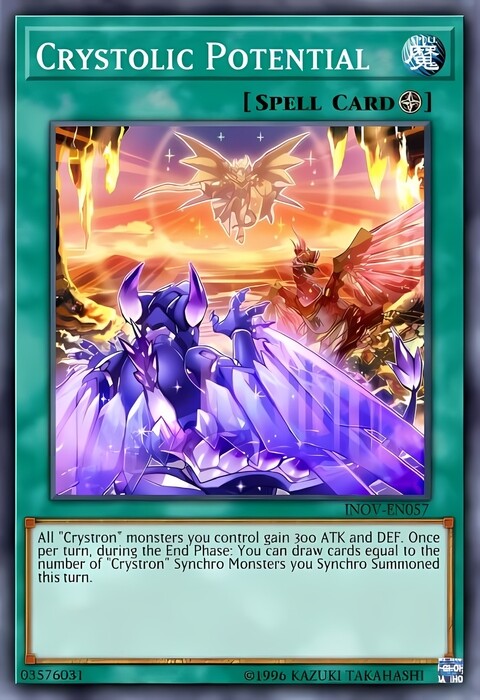 CRYSTOLIC POTENTIAL
[SPELL CARD]
INOV-EN057
All "Crystron" monsters you control gain 300 ATK and DEF. Once
per turn, during the End Phase: You can draw cards equal to the
number of "Crystron" Synchro Monsters you Synchro Summoned
this turn.
03576031
©1996 KAZUKI TAKAHASHI